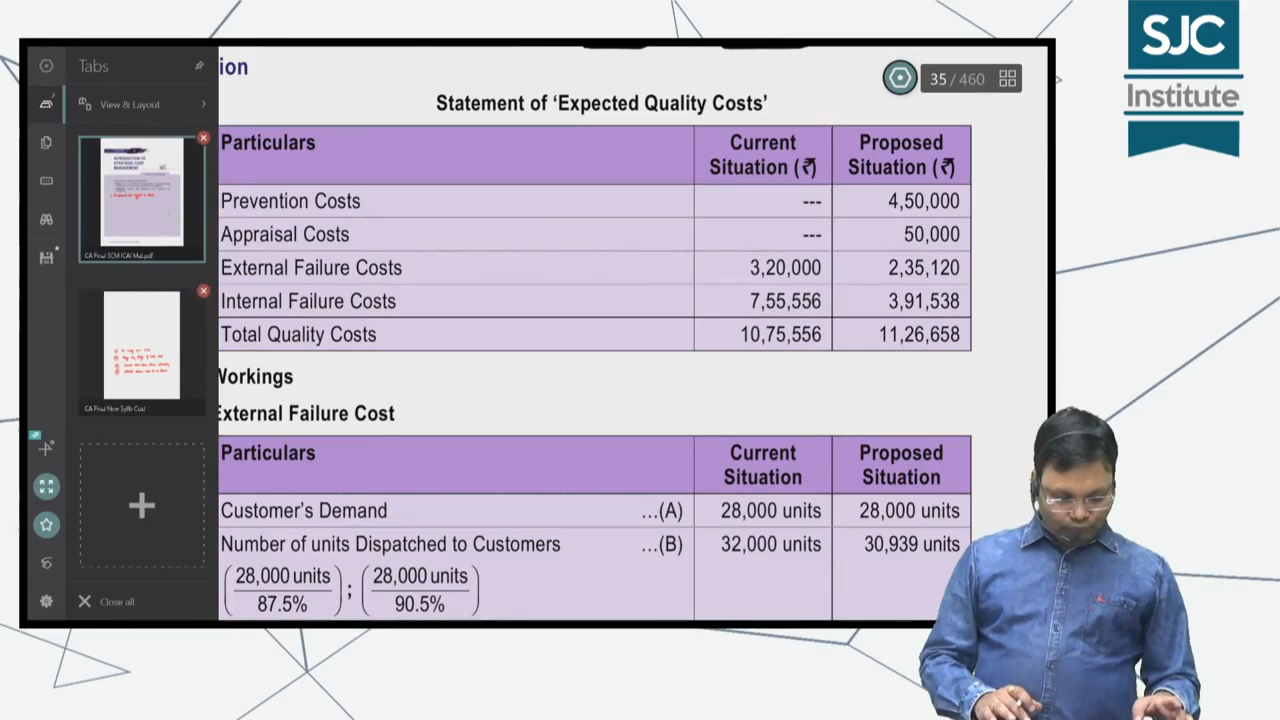 SJC
Institute
Tabs
View & Layout
CA Final SCM ICAI Mat.pdf
CA Final New Syllb Cost
Close all
35 / 460
ion
Statement of ‘Expected Quality Costs’
Particulars Current Situation (₹) Proposed Situation (₹)
Prevention Costs --- 4,50,000
Appraisal Costs --- 50,000
External Failure Costs 3,20,000 2,35,120
Internal Failure Costs 7,55,556 3,91,538
Total Quality Costs 10,75,556 11,26,658
Workings
External Failure Cost
Particulars Current Situation Proposed Situation
Customer’s Demand …(A) 28,000 units 28,000 units
Number of units Dispatched to Customers …(B) 32,000 units 30,939 units
(28,000 units / 87.5%) ; (28,000 units / 90.5%)